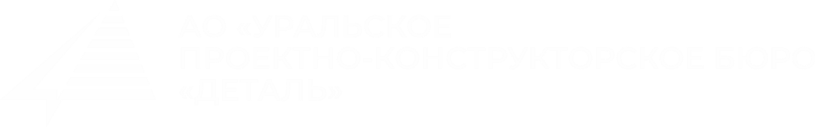 АО «УРАЛЬСКОЕ
ПРОЕКТНО-КОНСТРУКТОРСКОЕ БЮРО
«ДЕТАЛЬ»